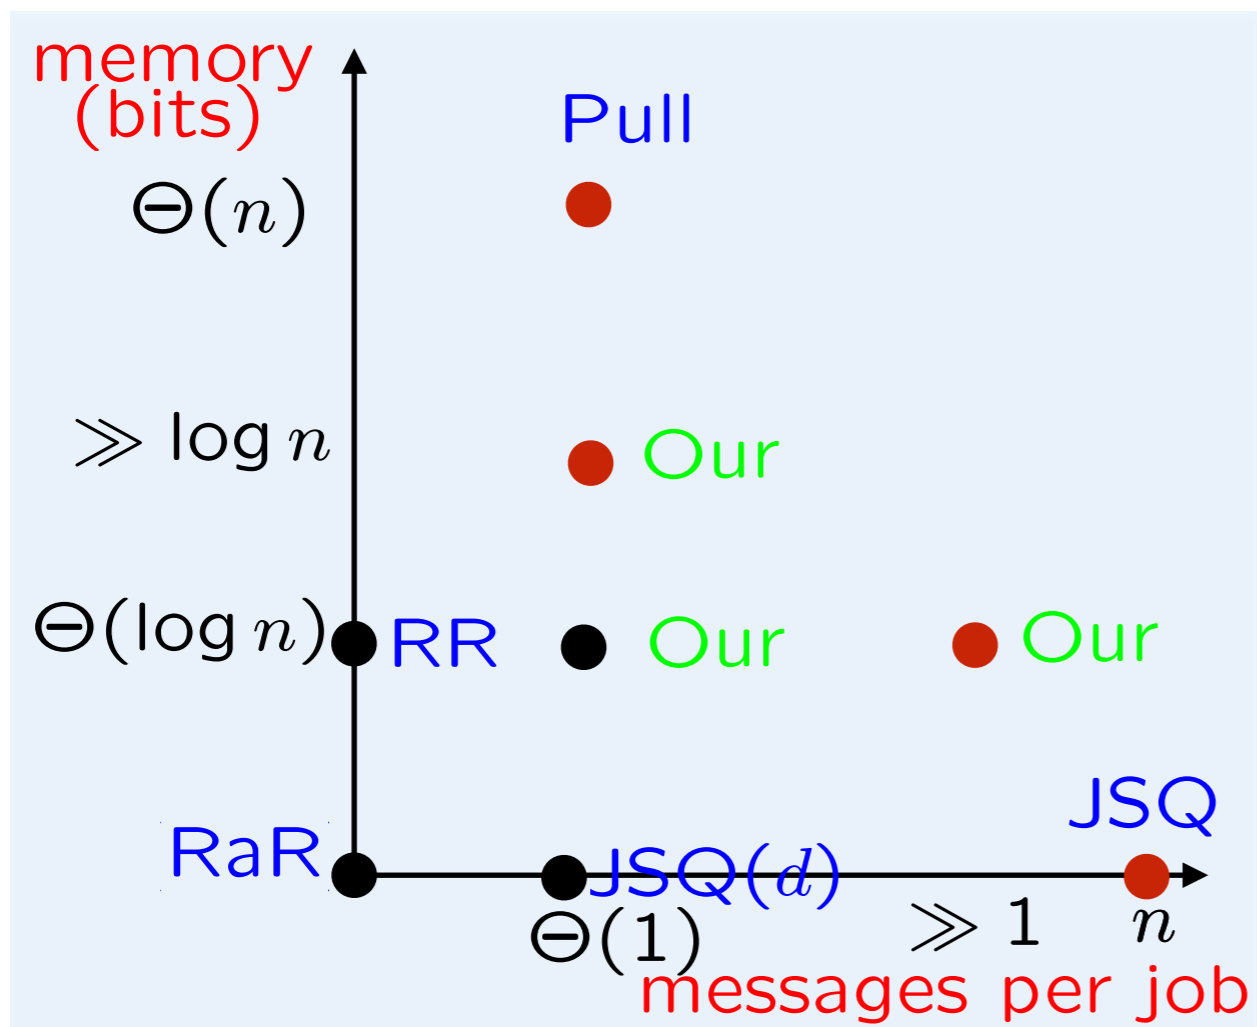 memory
(bits)
Pull
Θ(n)
≫ log n
Our
Θ(log n)
RR
Our
Our
JSQ
RaR
JSQ(d)
Θ(1)
≫ 1
n
messages per job